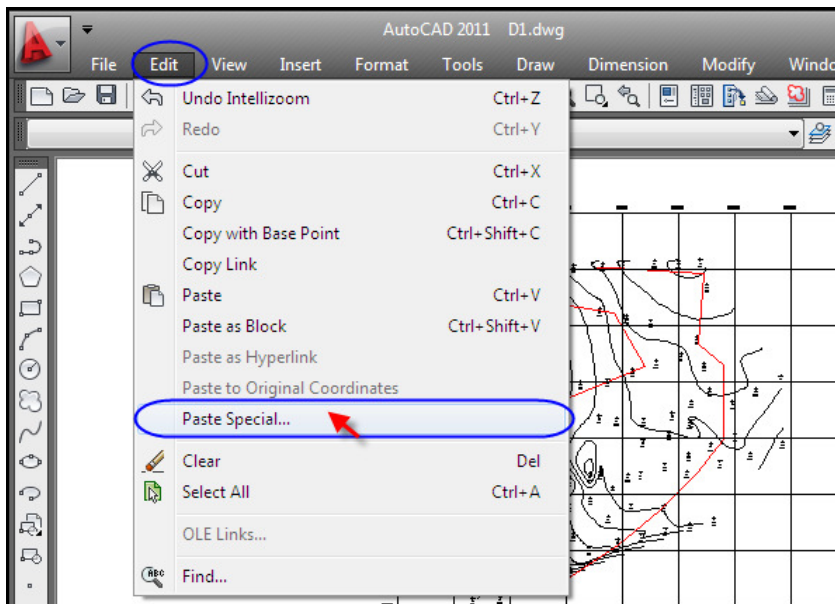 AutoCAD 2011 D1.dwg
File Edit View Insert Format Tools Draw Dimension Modify Windo
Undo Intellizoom Ctrl+Z
Redo Ctrl+Y
Cut Ctrl+X
Copy Ctrl+C
Copy with Base Point Ctrl+Shift+C
Copy Link
Paste Ctrl+V
Paste as Block Ctrl+Shift+V
Paste as Hyperlink
Paste to Original Coordinates
Paste Special...
Clear Del
Select All Ctrl+A
OLE Links...
ABC Find...